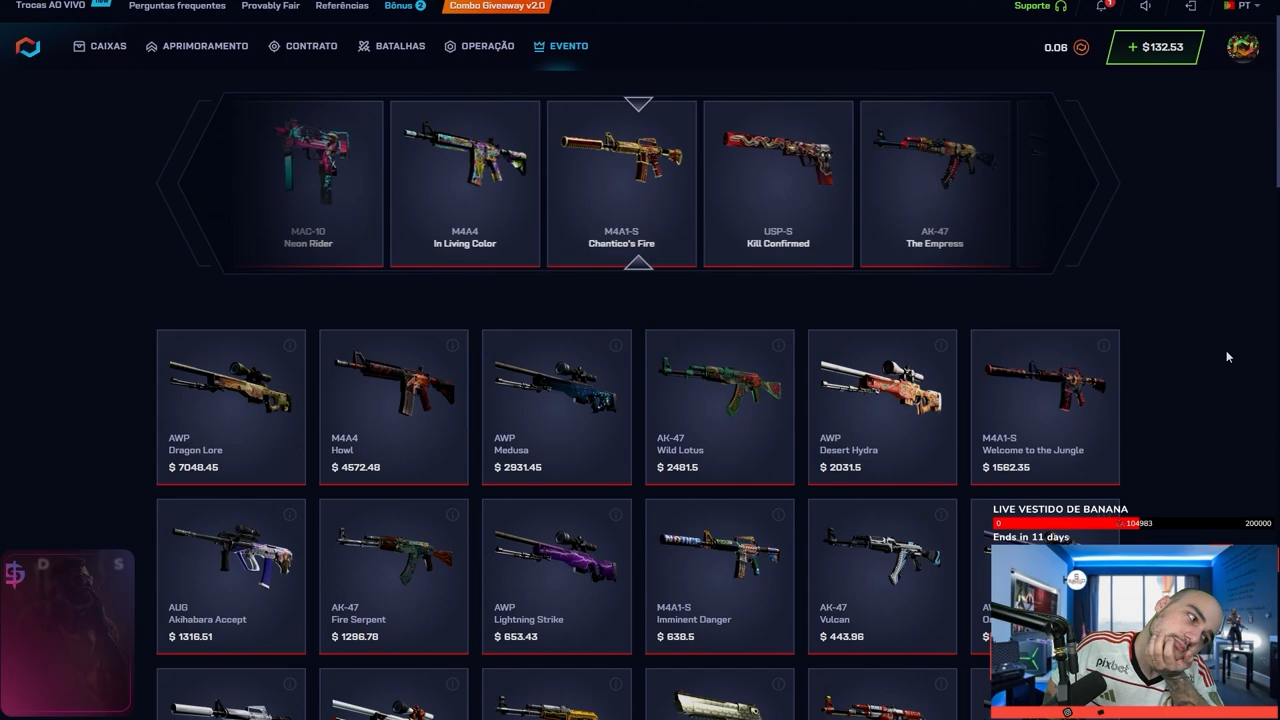 Trocas AO VIVO new Perguntas frequentes Provably Fair Referências Bônus 2 Combo Giveaway v2.0 Suporte 1 PT
CAIXAS APRIMORAMENTO CONTRATO BATALHAS OPERAÇÃO EVENTO 0.06 + $132.53
MAC-10 M4A4 M4A1-S USP-S AK-47
Neon Rider In Living Color Chantico's Fire Kill Confirmed The Empress
AWP M4A4 AWP AK-47 AWP M4A1-S
Dragon Lore Howl Medusa Wild Lotus Desert Hydra Welcome to the Jungle
$ 7048.45 $ 4572.48 $ 2931.45 $ 2481.5 $ 2031.5 $ 1562.35
LIVE VESTIDO DE BANANA
0 104983 200000
Ends in 11 days
D S
AUG AK-47 AWP M4A1-S AK-47
Akihabara Accept Fire Serpent Lightning Strike Imminent Danger Vulcan
$ 1316.51 $ 1296.78 $ 653.43 $ 638.5 $ 443.96
pixbet